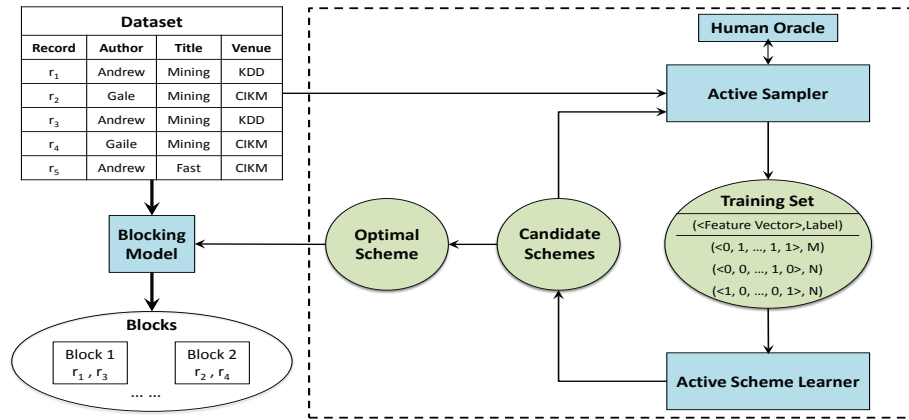 Dataset
Record Author Title Venue
r1 Andrew Mining KDD
r2 Gale Mining CIKM
r3 Andrew Mining KDD
r4 Gaile Mining CIKM
r5 Andrew Fast CIKM
Blocking
Model
Blocks
Block 1
r1 , r3
Block 2
r2 , r4
... ...
Optimal
Scheme
Candidate
Schemes
Human Oracle
Active Sampler
Training Set
(<Feature Vector>,Label)
(<0, 1, ..., 1, 1>, M)
(<0, 0, ..., 1, 0>, N)
(<1, 0, ..., 0, 1>, N)
Active Scheme Learner